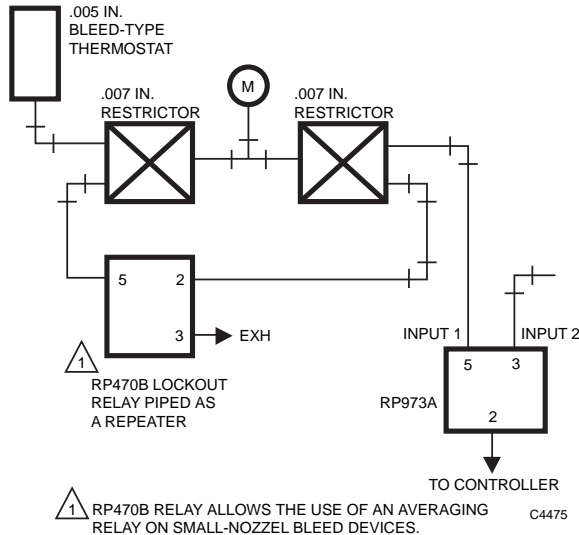 .005 IN.
BLEED-TYPE
THERMOSTAT
.007 IN.
RESTRICTOR
M
.007 IN.
RESTRICTOR
5
2
3
EXH
1
RP470B LOCKOUT
RELAY PIPED AS
A REPEATER
INPUT 1
INPUT 2
5
3
RP973A
2
TO CONTROLLER
1
RP470B RELAY ALLOWS THE USE OF AN AVERAGING
RELAY ON SMALL-NOZZEL BLEED DEVICES.
C4475